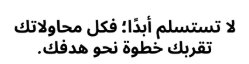 لا تستسلم أبدًا؛ فكل محاولاتك
تقربك خطوة نحو هدفك.